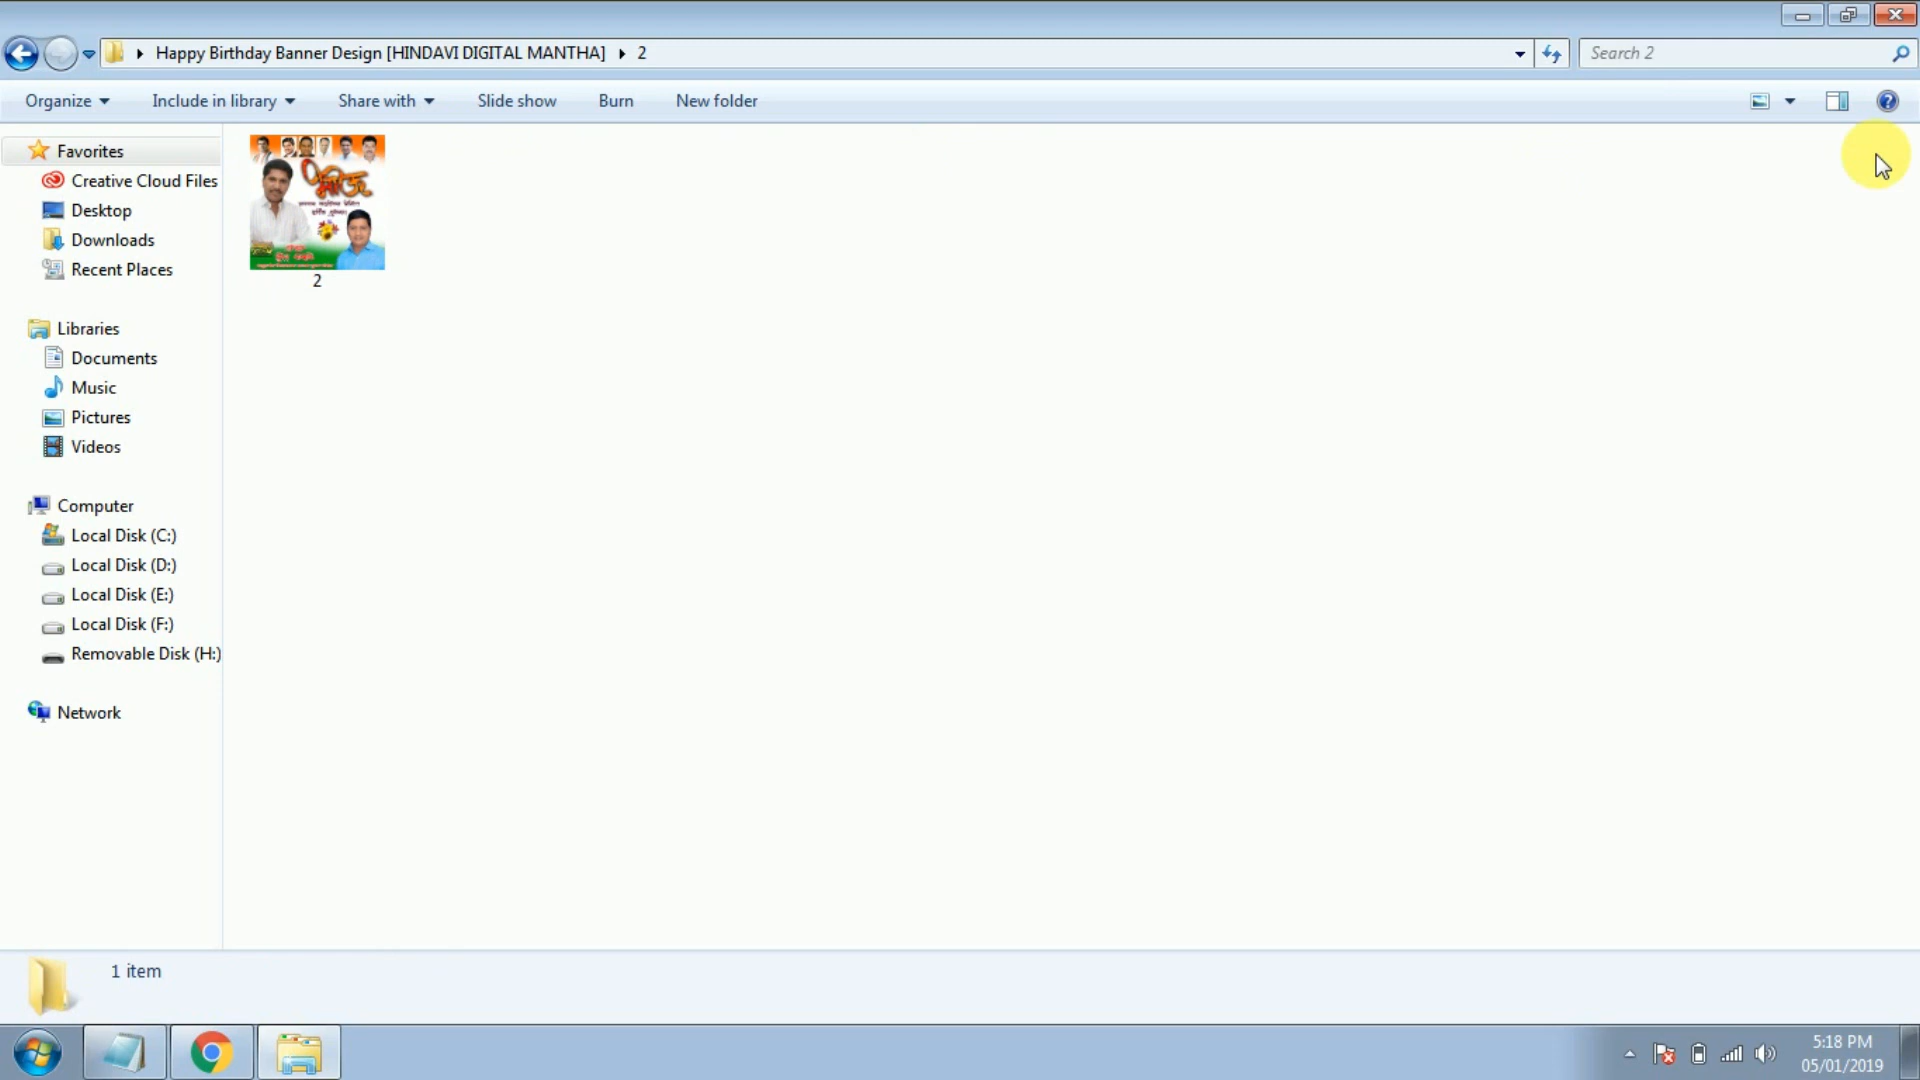 Happy Birthday Banner Design [HINDAVI DIGITAL MANTHA] 2
Search 2
Organize Include in library Share with Slide show Burn New folder
Favorites
Creative Cloud Files
Desktop
Downloads
Recent Places
Libraries
Documents
Music
Pictures
Videos
Computer
Local Disk (C:)
Local Disk (D:)
Local Disk (E:)
Local Disk (F:)
Removable Disk (H:)
Network
2
1 item
5:18 PM
05/01/2019